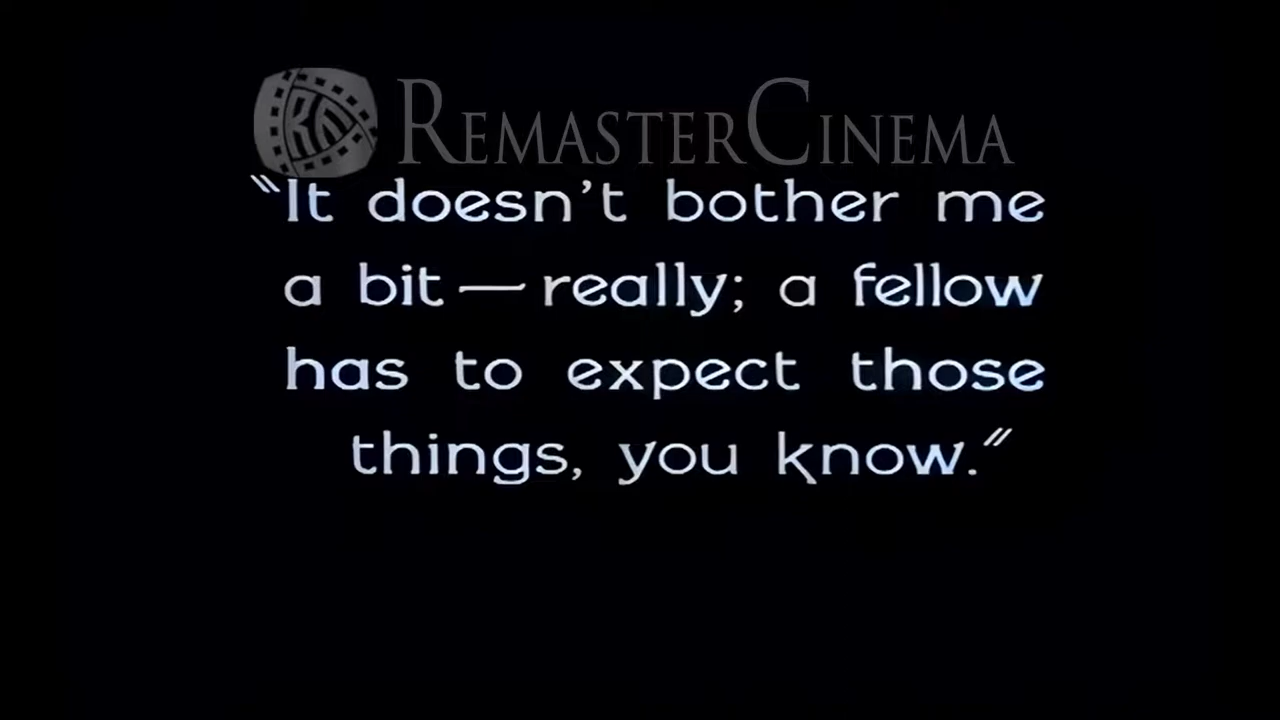 REMASTERCINEMA
"It doesn't bother me
a bit — really; a fellow
has to expect those
things, you know."